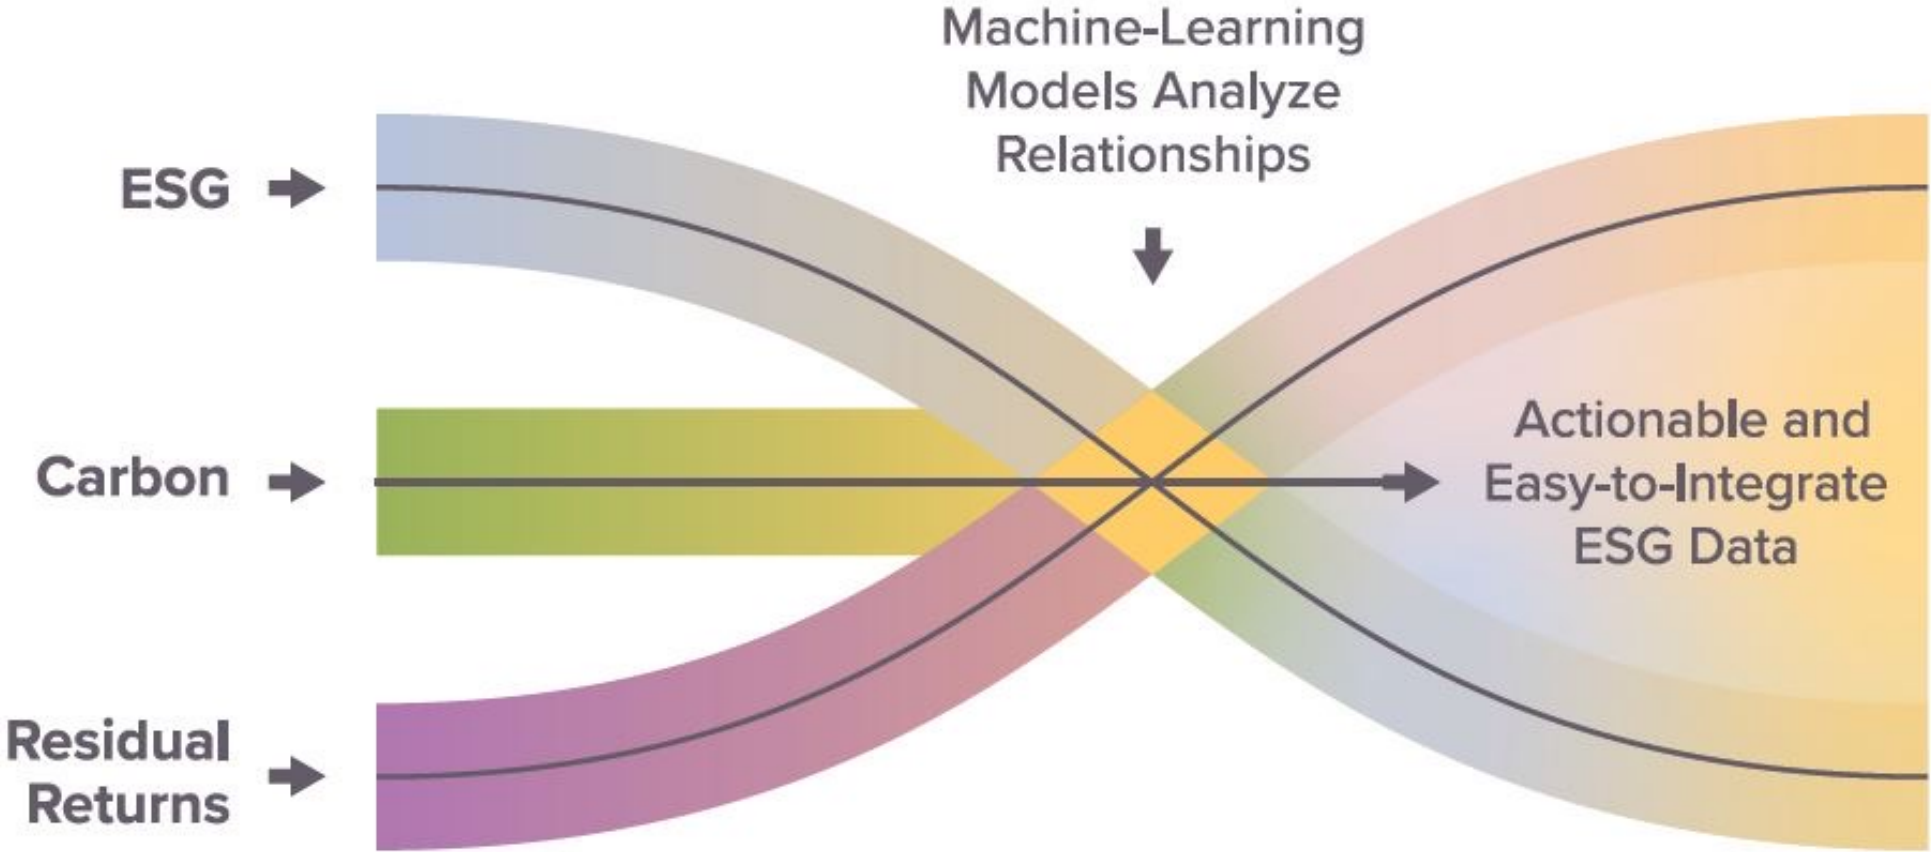 Machine-Learning
Models Analyze
Relationships
ESG
Carbon
Residual
Returns
Actionable and
Easy-to-Integrate
ESG Data